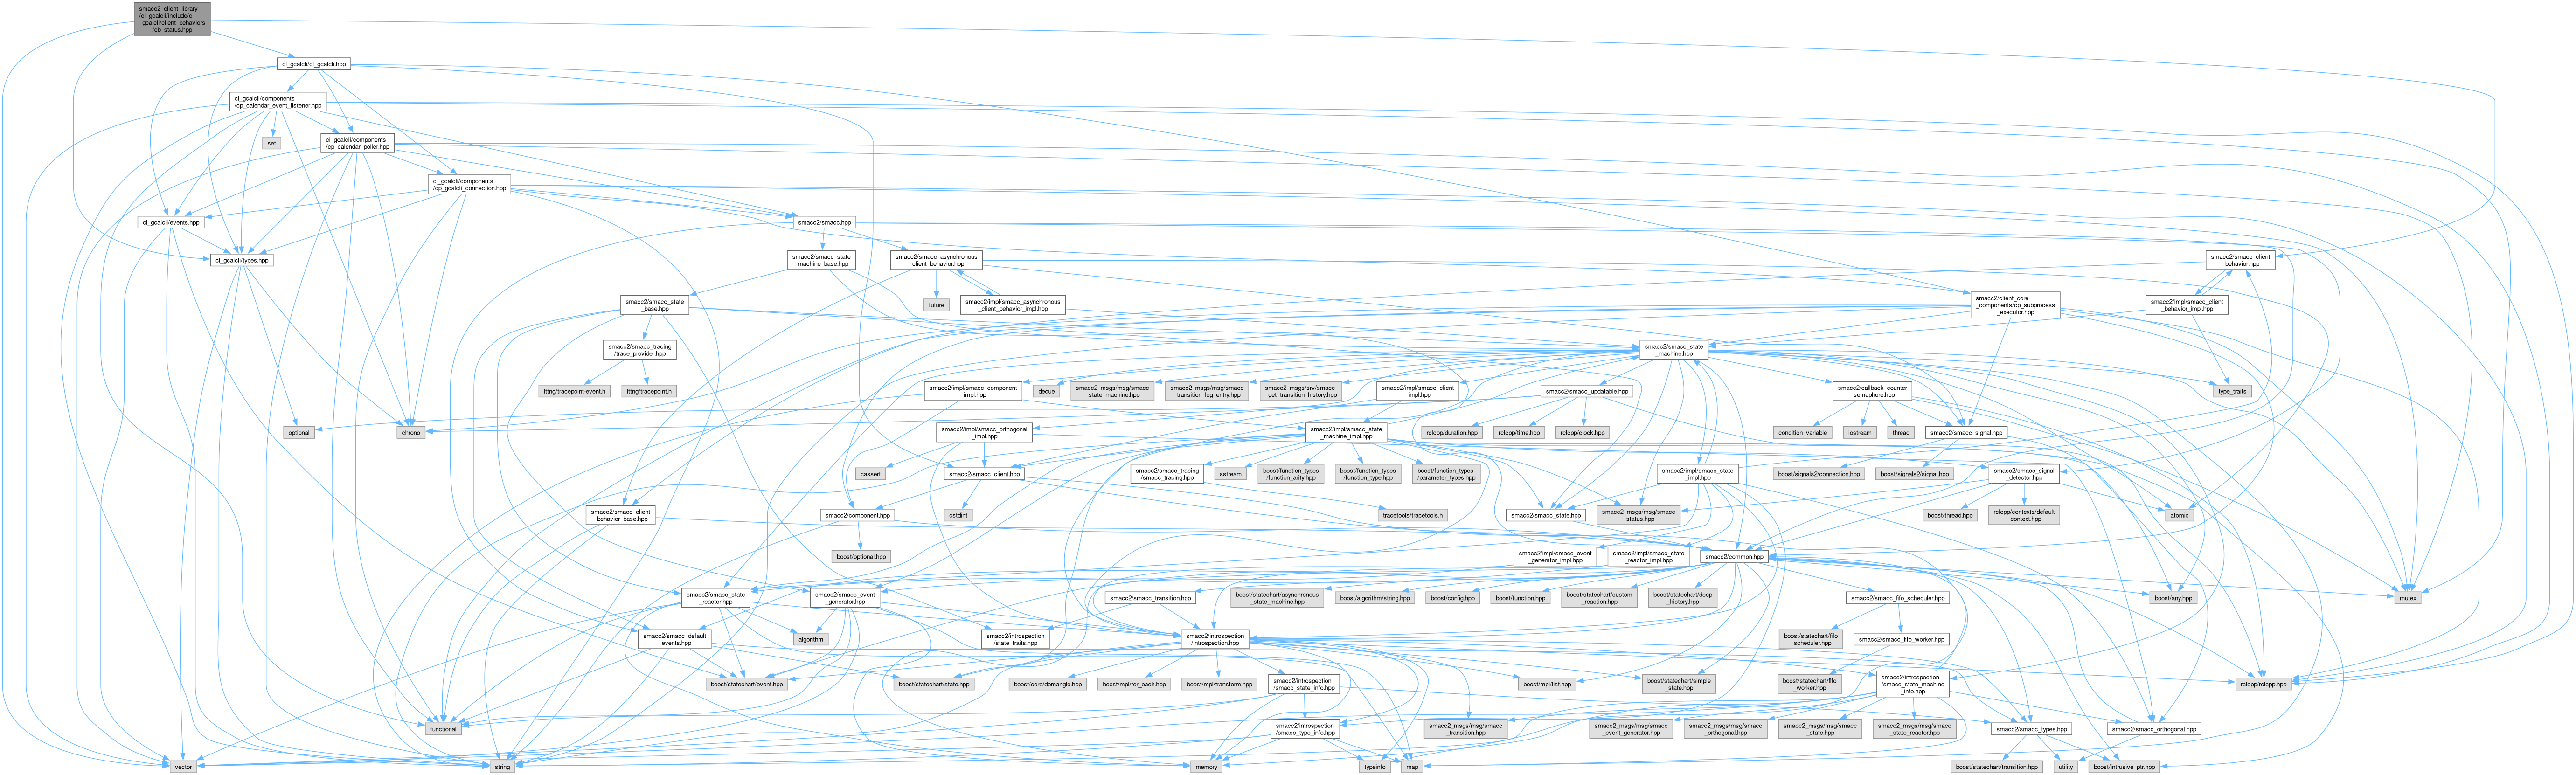 smacc2_client_library
/cl_gcalcli/include/cl
_gcalcli/client_behaviors
/cb_status.hpp
cl_gcalcli/cl_gcalcli.hpp
cl_gcalcli/components
/cp_calendar_event_listener.hpp
set
cl_gcalcli/components
/cp_calendar_poller.hpp
cl_gcalcli/components
/cp_gcalcli_connection.hpp
cl_gcalcli/events.hpp
smacc2/smacc.hpp
cl_gcalcli/types.hpp
smacc2/smacc_state
_machine_base.hpp
smacc2/smacc_asynchronous
_client_behavior.hpp
smacc2/smacc_client
_behavior.hpp
smacc2/smacc_state
_base.hpp
future
smacc2/impl/smacc_asynchronous
_client_behavior_impl.hpp
smacc2/client_core
_components/cp_subprocess
_executor.hpp
smacc2/impl/smacc_client
_behavior_impl.hpp
smacc2/smacc_tracing
/trace_provider.hpp
smacc2/smacc_state
_machine.hpp
lttng/tracepoint-event.h
lttng/tracepoint.h
smacc2/impl/smacc_component
_impl.hpp
deque
smacc2_msgs/msg/smacc
_state_machine.hpp
smacc2_msgs/msg/smacc
_transition_log_entry.hpp
smacc2_msgs/srv/smacc
_get_transition_history.hpp
smacc2/impl/smacc_client
_impl.hpp
smacc2/smacc_updatable.hpp
smacc2/callback_counter
_semaphore.hpp
type_traits
optional
chrono
smacc2/impl/smacc_orthogonal
_impl.hpp
smacc2/impl/smacc_state
_machine_impl.hpp
rclcpp/duration.hpp
rclcpp/time.hpp
rclcpp/clock.hpp
condition_variable
iostream
thread
smacc2/smacc_signal.hpp
cassert
smacc2/smacc_client.hpp
smacc2/smacc_tracing
/smacc_tracing.hpp
sstream
boost/function_types
/function_arity.hpp
boost/function_types
/function_type.hpp
boost/function_types
/parameter_types.hpp
smacc2/impl/smacc_state
_impl.hpp
boost/signals2/connection.hpp
boost/signals2/signal.hpp
smacc2/smacc_signal
_detector.hpp
smacc2/smacc_client
_behavior_base.hpp
smacc2/component.hpp
cstdint
tracetools/tracetools.h
smacc2/smacc_state.hpp
smacc2_msgs/msg/smacc
_status.hpp
boost/thread.hpp
rclcpp/contexts/default
_context.hpp
atomic
boost/optional.hpp
smacc2/impl/smacc_event
_generator_impl.hpp
smacc2/impl/smacc_state
_reactor_impl.hpp
smacc2/common.hpp
smacc2/smacc_state
_reactor.hpp
smacc2/smacc_event
_generator.hpp
smacc2/smacc_transition.hpp
boost/statechart/asynchronous
_state_machine.hpp
boost/algorithm/string.hpp
boost/config.hpp
boost/function.hpp
boost/statechart/custom
_reaction.hpp
boost/statechart/deep
_history.hpp
smacc2/smacc_fifo_scheduler.hpp
boost/any.hpp
mutex
smacc2/smacc_default
_events.hpp
algorithm
smacc2/introspection
/state_traits.hpp
smacc2/introspection
/introspection.hpp
boost/statechart/fifo
_scheduler.hpp
smacc2/smacc_fifo_worker.hpp
boost/statechart/event.hpp
boost/statechart/state.hpp
boost/core/demangle.hpp
boost/mpl/for_each.hpp
boost/mpl/transform.hpp
smacc2/introspection
/smacc_state_info.hpp
boost/mpl/list.hpp
boost/statechart/simple
_state.hpp
boost/statechart/fifo
_worker.hpp
smacc2/introspection
/smacc_state_machine
_info.hpp
rclcpp/rclcpp.hpp
functional
smacc2/introspection
/smacc_type_info.hpp
smacc2_msgs/msg/smacc
_transition.hpp
smacc2_msgs/msg/smacc
_event_generator.hpp
smacc2_msgs/msg/smacc
_orthogonal.hpp
smacc2_msgs/msg/smacc
_state.hpp
smacc2_msgs/msg/smacc
_state_reactor.hpp
smacc2/smacc_types.hpp
smacc2/smacc_orthogonal.hpp
vector
string
memory
typeinfo
map
boost/statechart/transition.hpp
utility
boost/intrusive_ptr.hpp